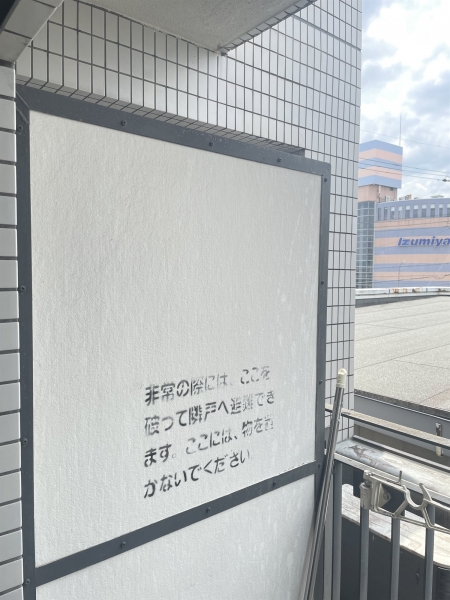 非常の際には、ここを
破って隣戸へ避難でき
ます。ここには、物を置
かないでください
Izumiya